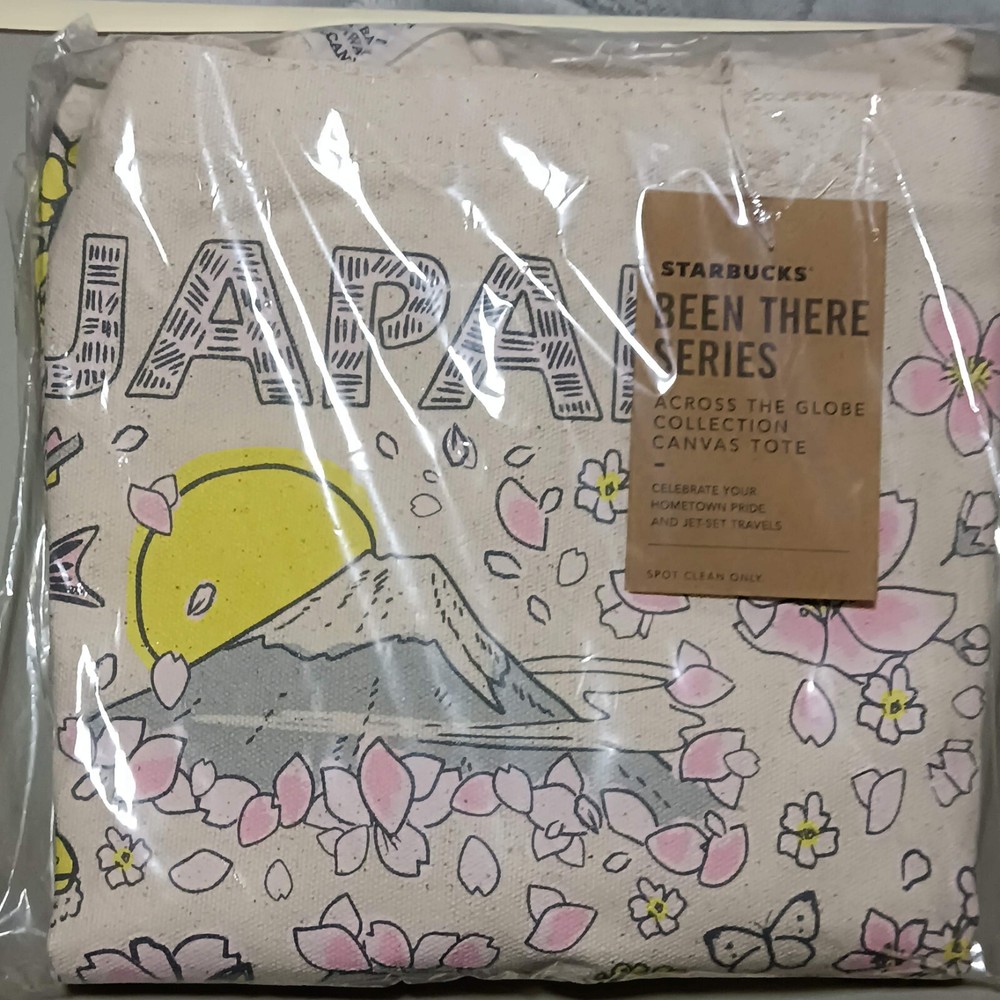 JAPAN
STARBUCKS®
BEEN THERE
SERIES
ACROSS THE GLOBE
COLLECTION
CANVAS TOTE
CELEBRATE YOUR
HOMETOWN PRIDE
AND JET-SET TRAVELS
SPOT CLEAN ONLY